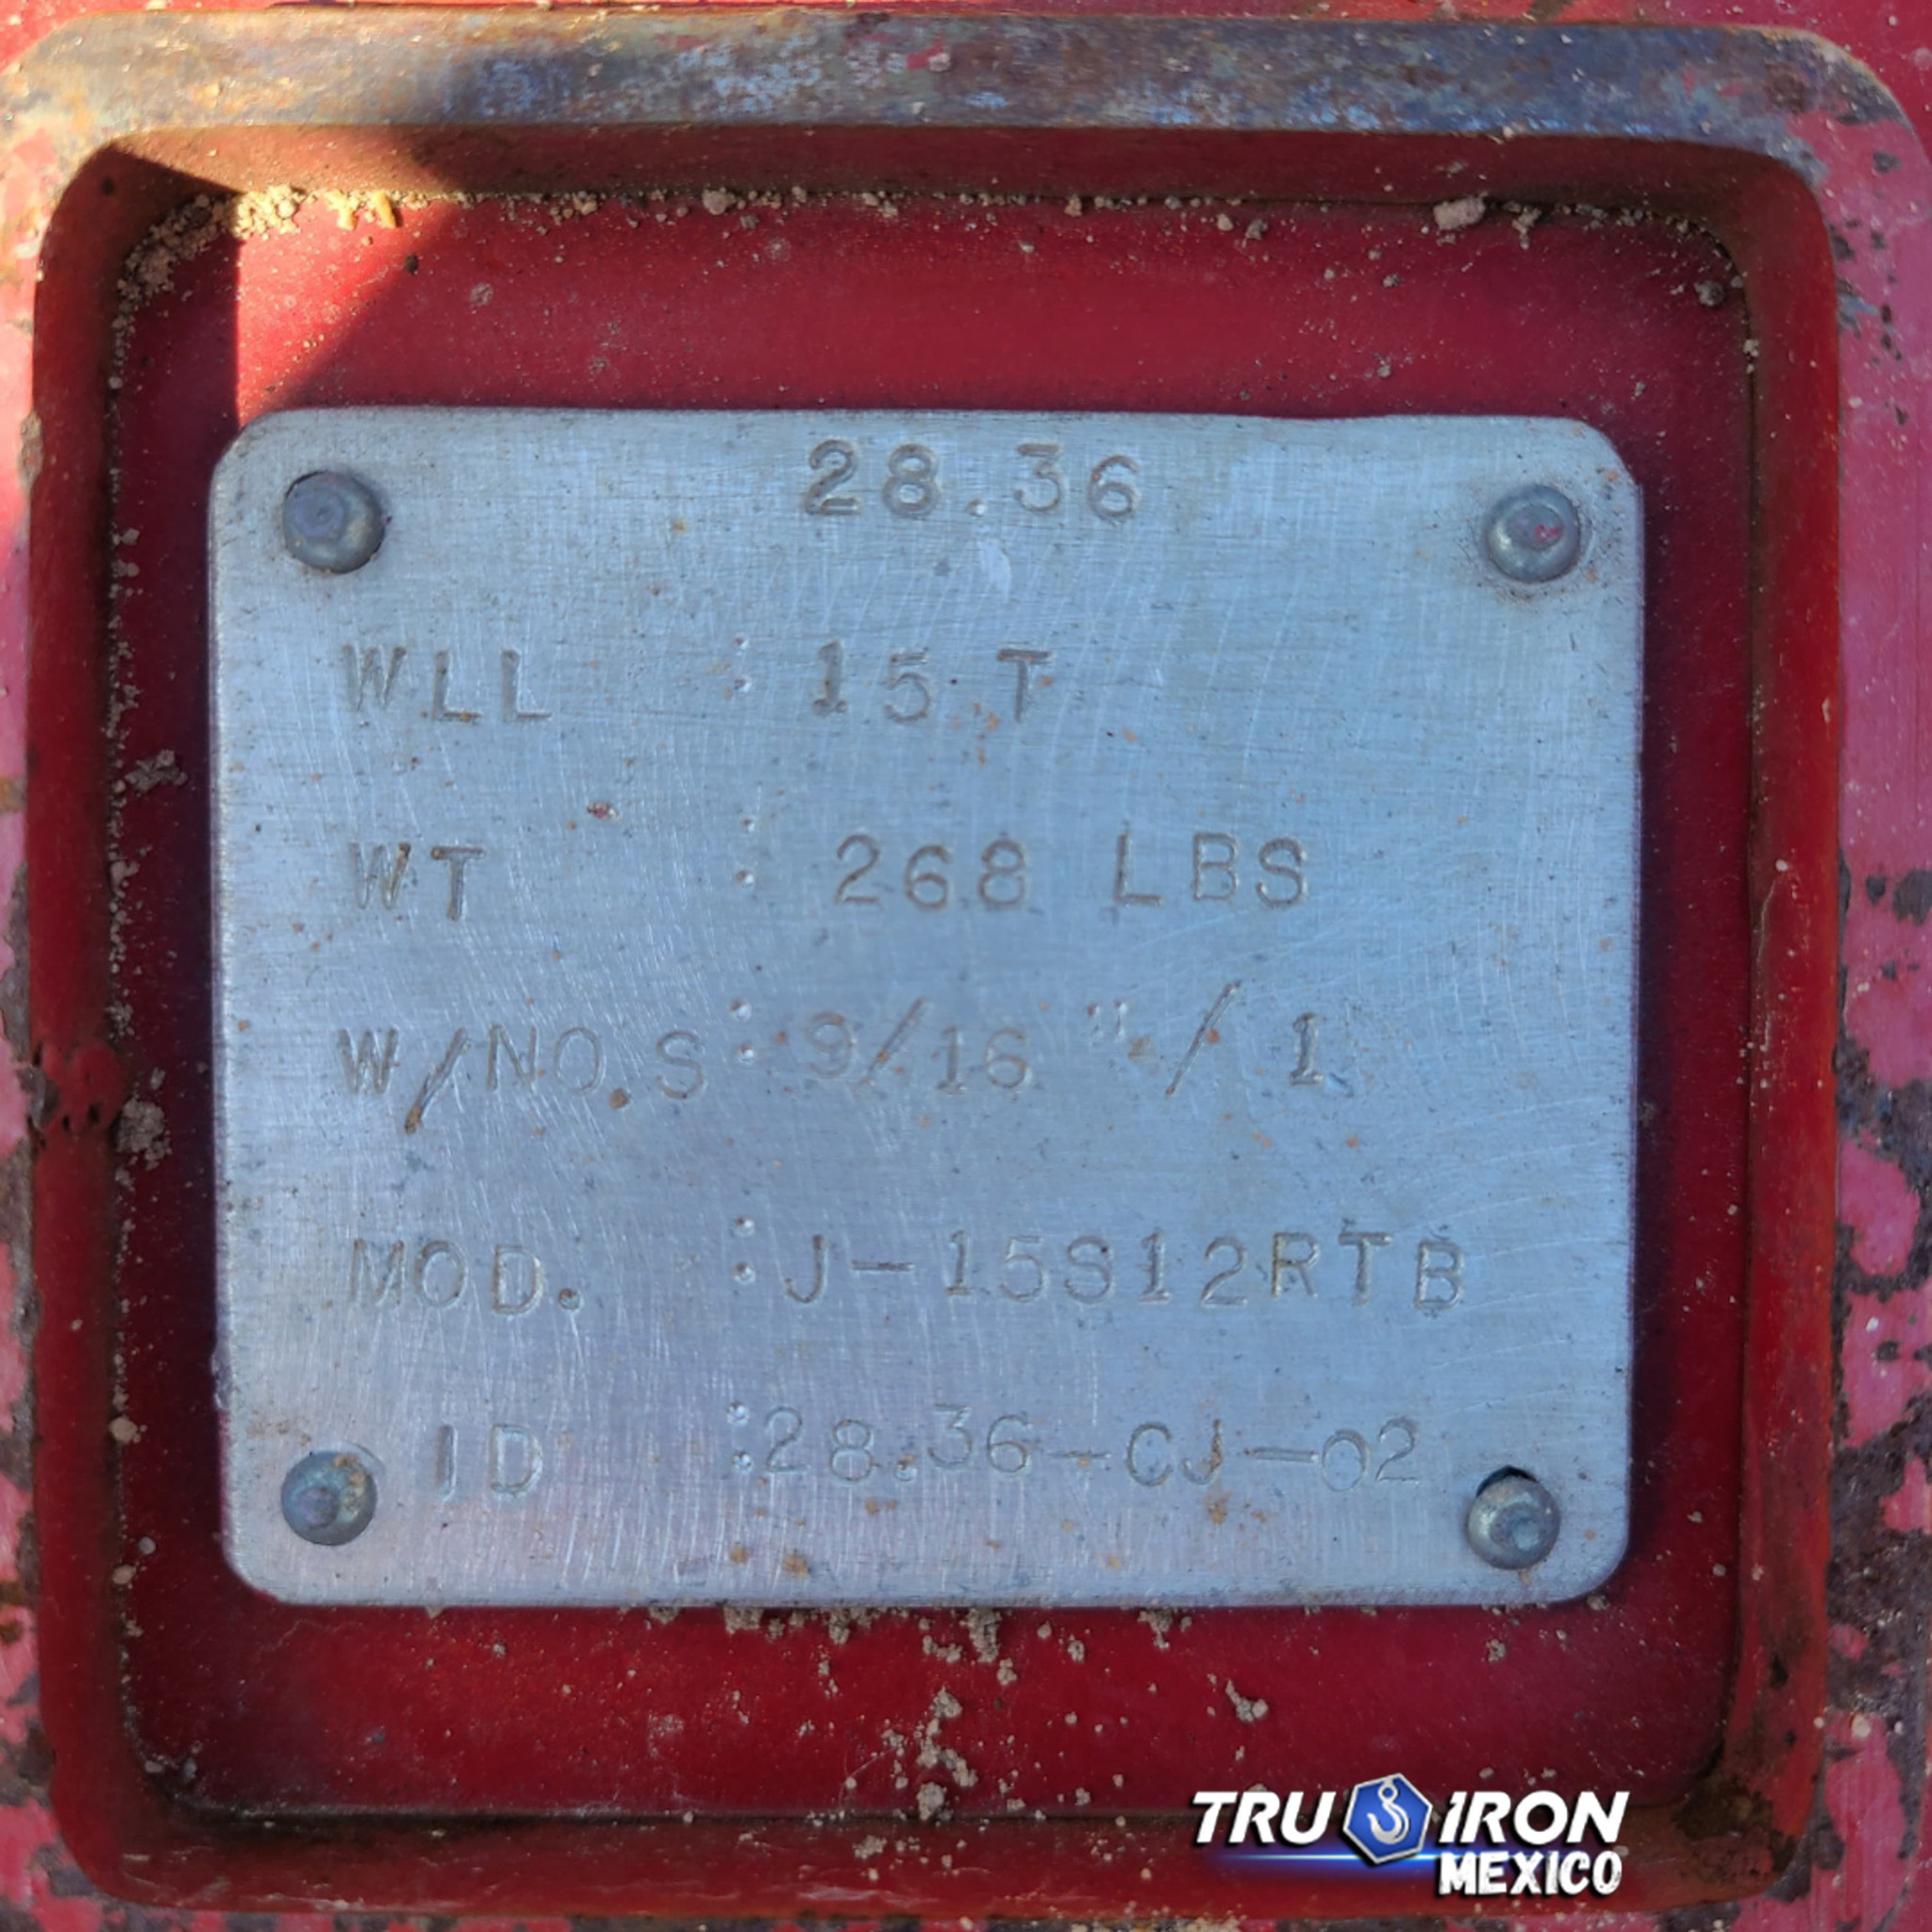 28.36
WLL : 15 T
WT : 268 LBS
W/NO.S : 9/16 "/ 1
MOD. : J-15S12RTB
ID : 28.36-CJ-02
TRU IRON
MEXICO